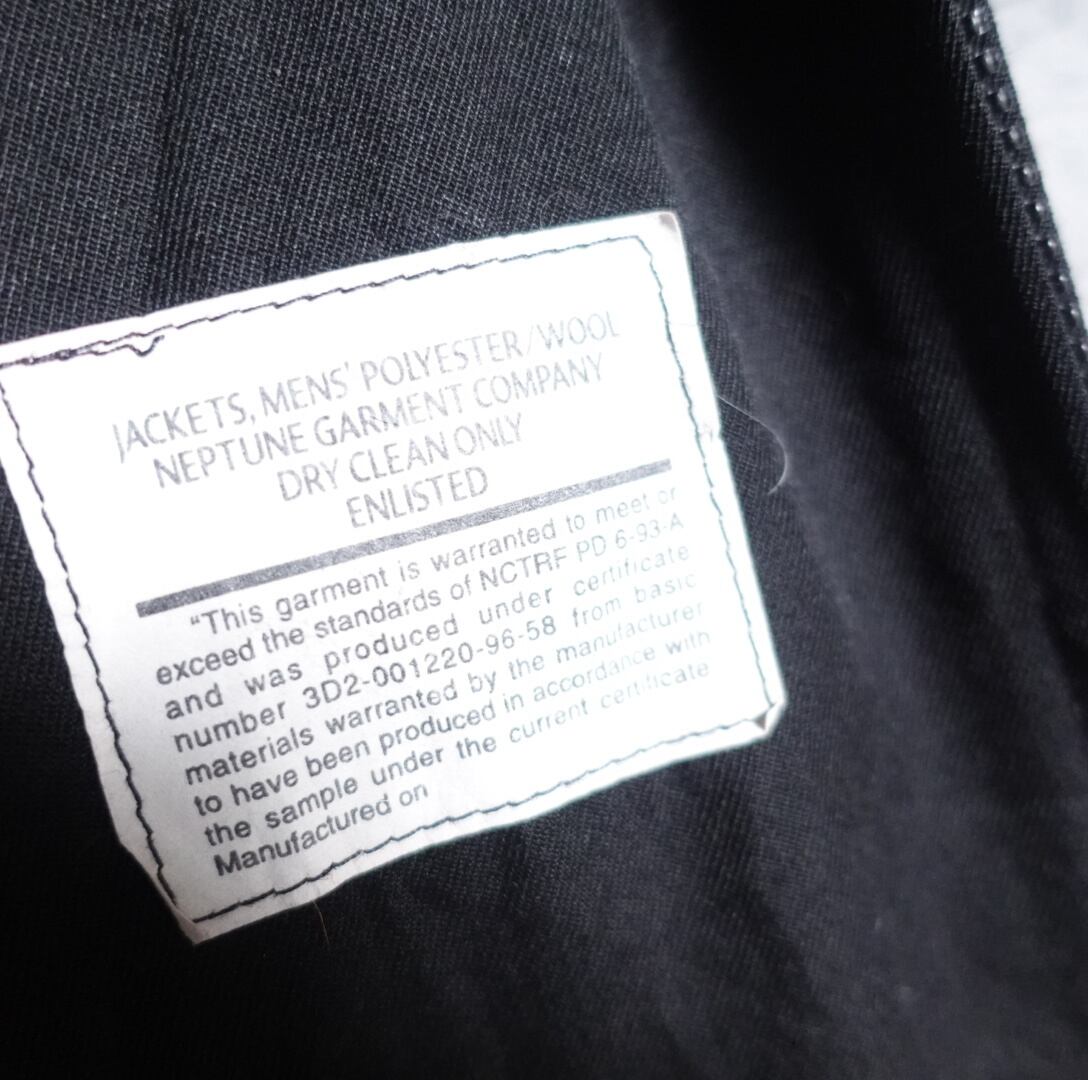 JACKETS, MENS' POLYESTER/WOOL
NEPTUNE GARMENT COMPANY
DRY CLEAN ONLY
ENLISTED
“This garment is warranted to meet or
exceed the standards of NCTRF PD 6-93-A
and was produced under certificate
number 3D2-001220-96-58 from basic
materials warranted by the manufacturer
to have been produced in accordance with
the sample under the current certificate
Manufactured on